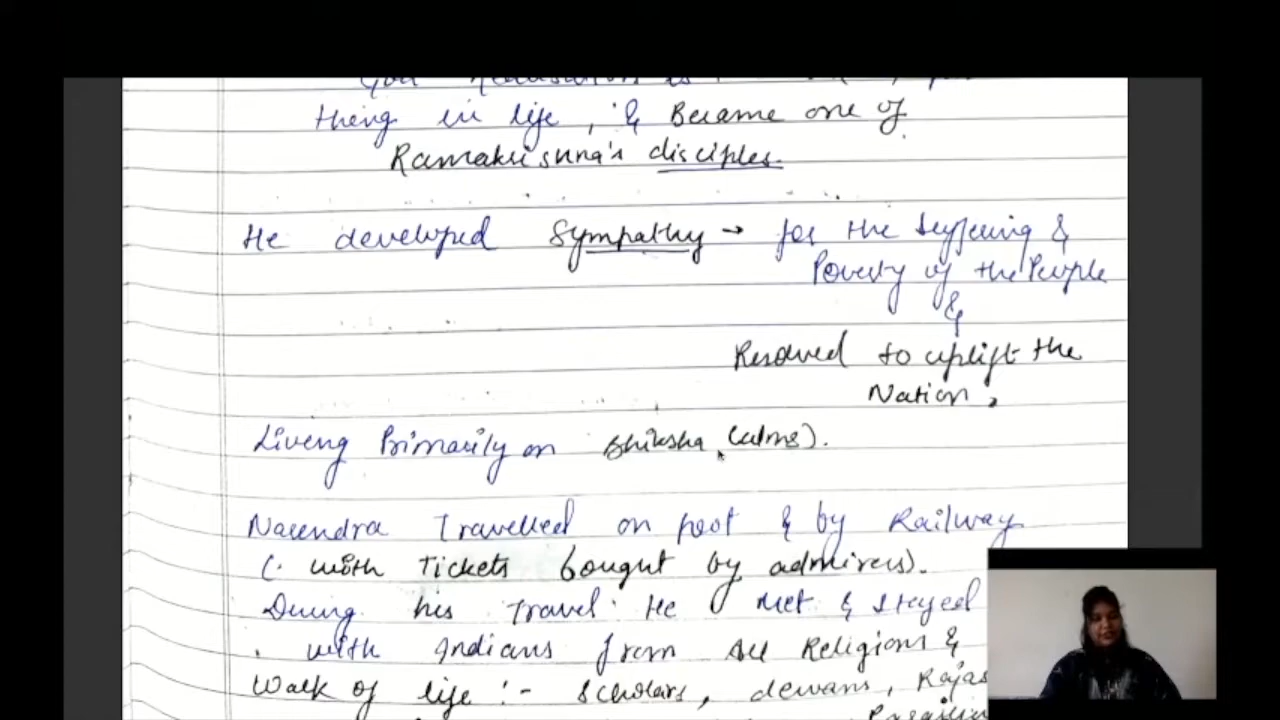 thing in life, & Became one of
Ramakrisnna's disciples.
He developed Sympathy → for the suffering &
Poverty of the People
&
Resolved to uplift the
Nation,
Living Primarily on Bhiksha (alms).
Narendra Travelled on foot & by Railway
(. with Tickets bought by admirers).
During his Travel. He Met & stayed
. with Indians from All Religions &
Walk of life :- scholars, dewans, Rajas